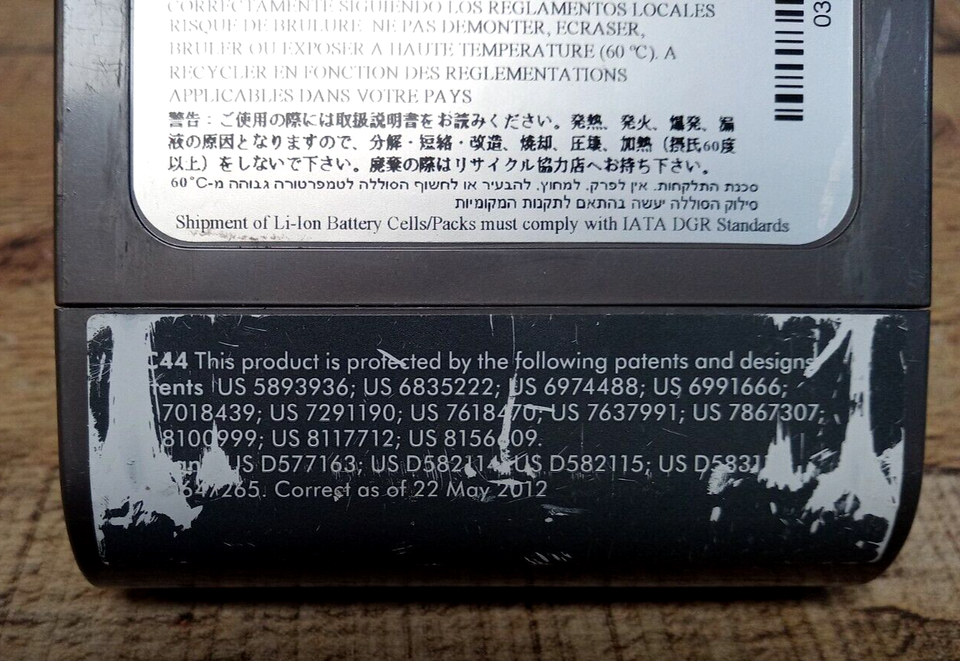 CORRECTAMENTE SIGUIENDO LOS REGLAMENTOS LOCALES
RISQUE DE BRULURE NE PAS DEMONTER, ECRASER,
BRULER OU EXPOSER A HAUTE TEMPERATURE (60 ºC). A
RECYCLER EN FONCTION DES REGLEMENTATIONS
APPLICABLES DANS VOTRE PAYS
警告：ご使用の際には取扱説明書をお読みください。発熱、発火、爆発、漏
液の原因となりますので、分解・短絡・改造、焼却、圧壊、加熱（摂氏60度
以上）をしないで下さい。廃棄の際はリサイクル協力店へお持ち下さい。
סכנת התלקחות. אין לפרק, למחוץ, להבעיר או לחשוף הסוללה לטמפרטורה גבוהה מ-60°C
סילוק הסוללה יעשה בהתאם לתקנות המקומיות
Shipment of Li-Ion Battery Cells/Packs must comply with IATA DGR Standards
03
C44 This product is protected by the following patents and designs
US 5893936; US 6835222; US 6974488; US 6991666;
7018439; US 7291190; US 7618470; US 7637991; US 7867307;
8100999; US 8117712; US
US D577163; US D582114; US D582115; US
Correct as of 22 May 2012